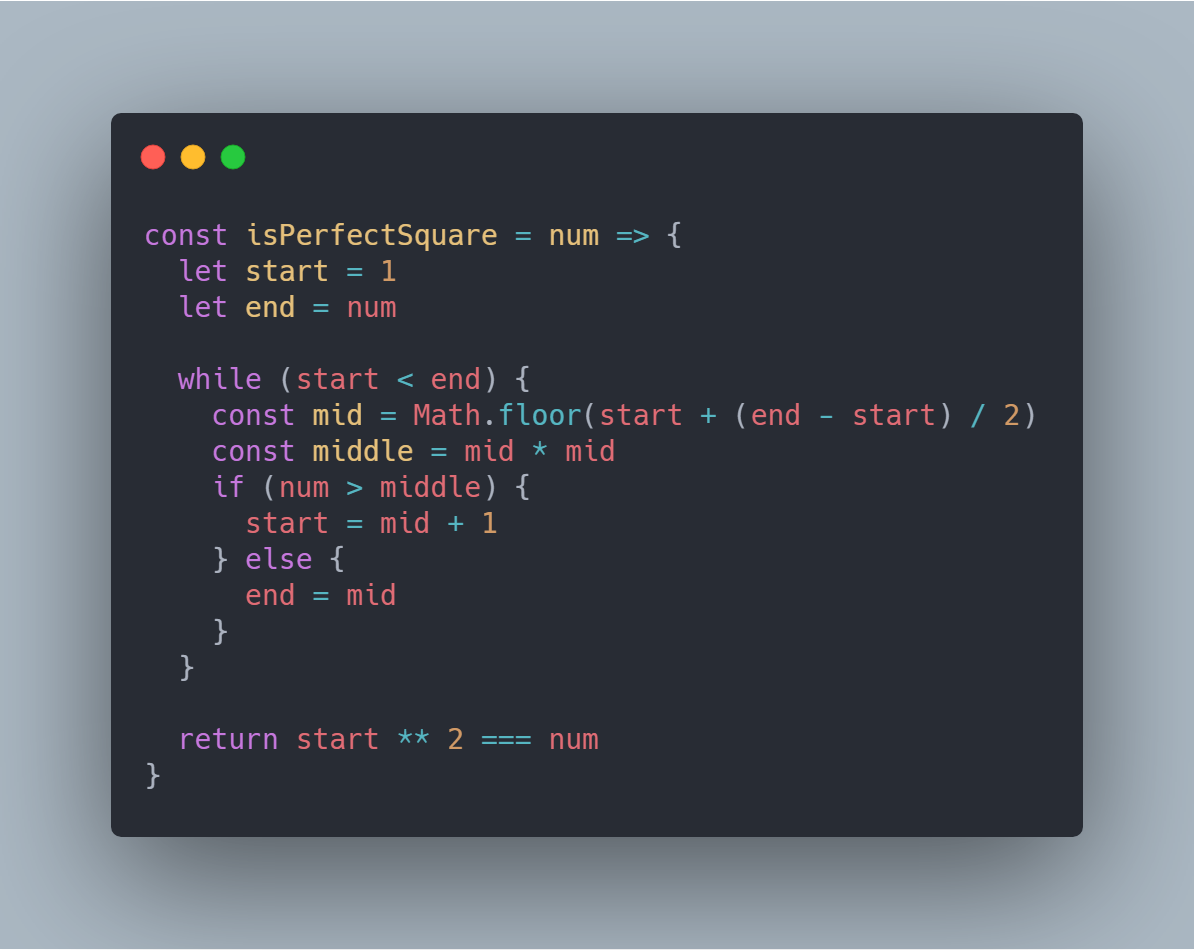 const isPerfectSquare = num => {
  let start = 1
  let end = num

  while (start < end) {
    const mid = Math.floor(start + (end - start) / 2)
    const middle = mid * mid
    if (num > middle) {
      start = mid + 1
    } else {
      end = mid
    }
  }

  return start ** 2 === num
}